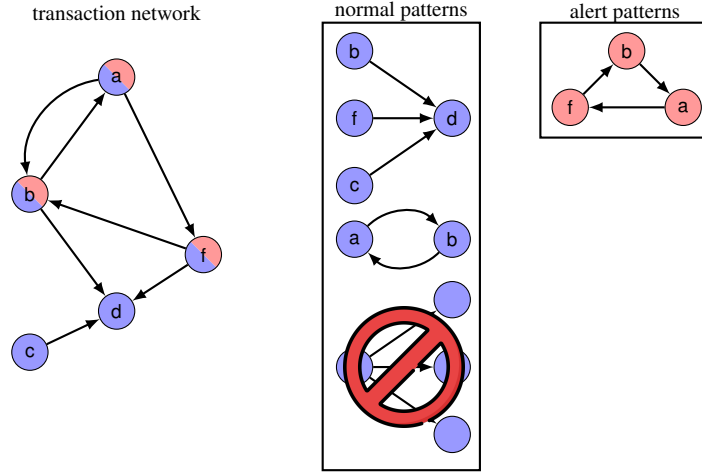 transaction network
normal patterns
alert patterns
a
b
f
d
c
b
f
d
c
a
b
b
f
a